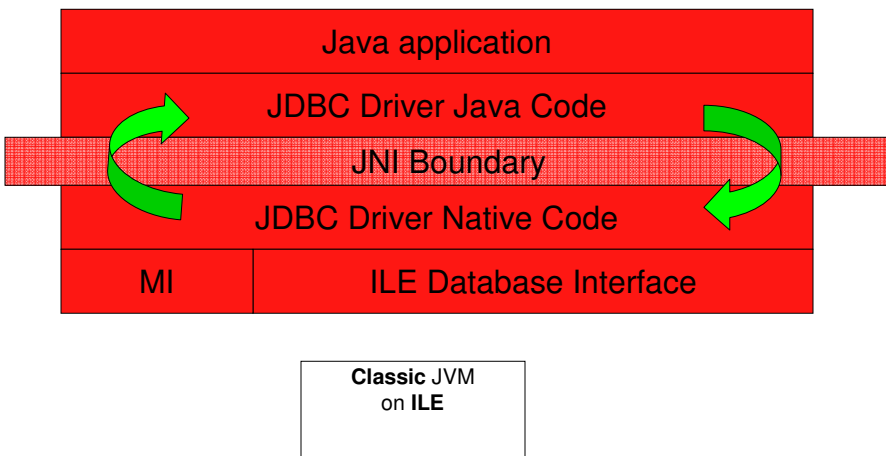 Java application
JDBC Driver Java Code
JNI Boundary
JDBC Driver Native Code
MI
ILE Database Interface
Classic JVM
on ILE